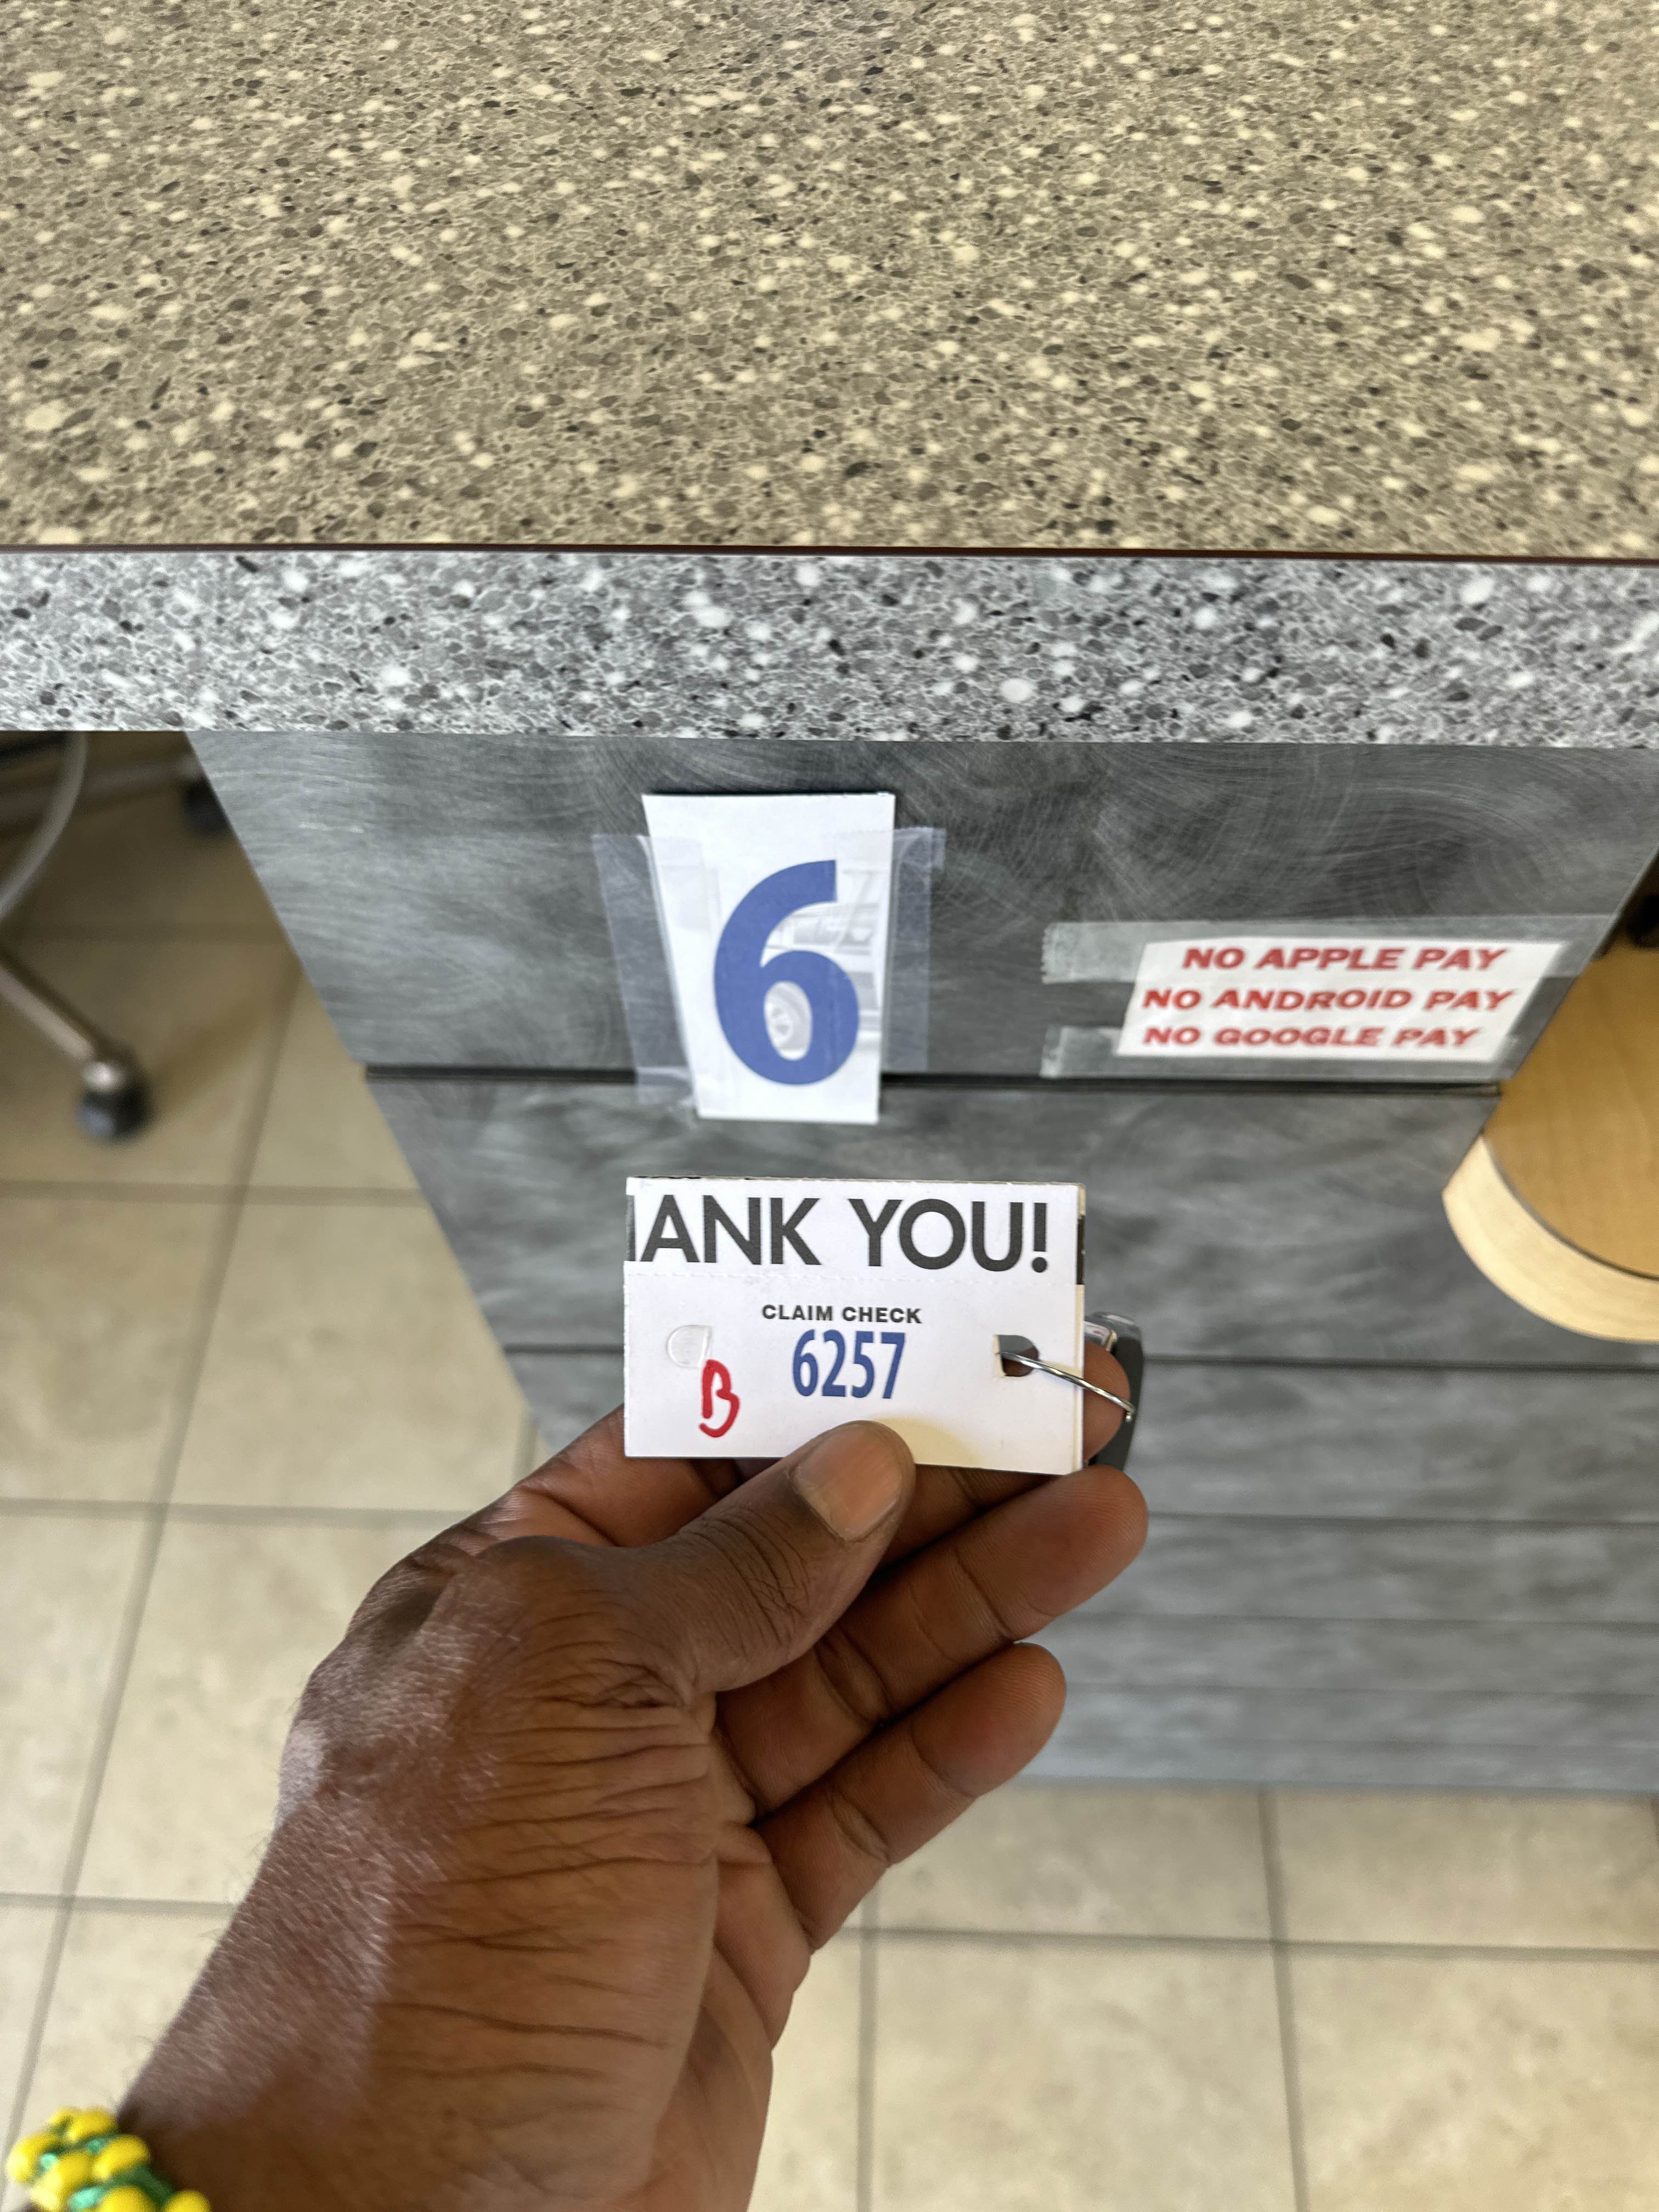 6
NO APPLE PAY
NO ANDROID PAY
NO GOOGLE PAY
ANK YOU!
CLAIM CHECK
6257
B